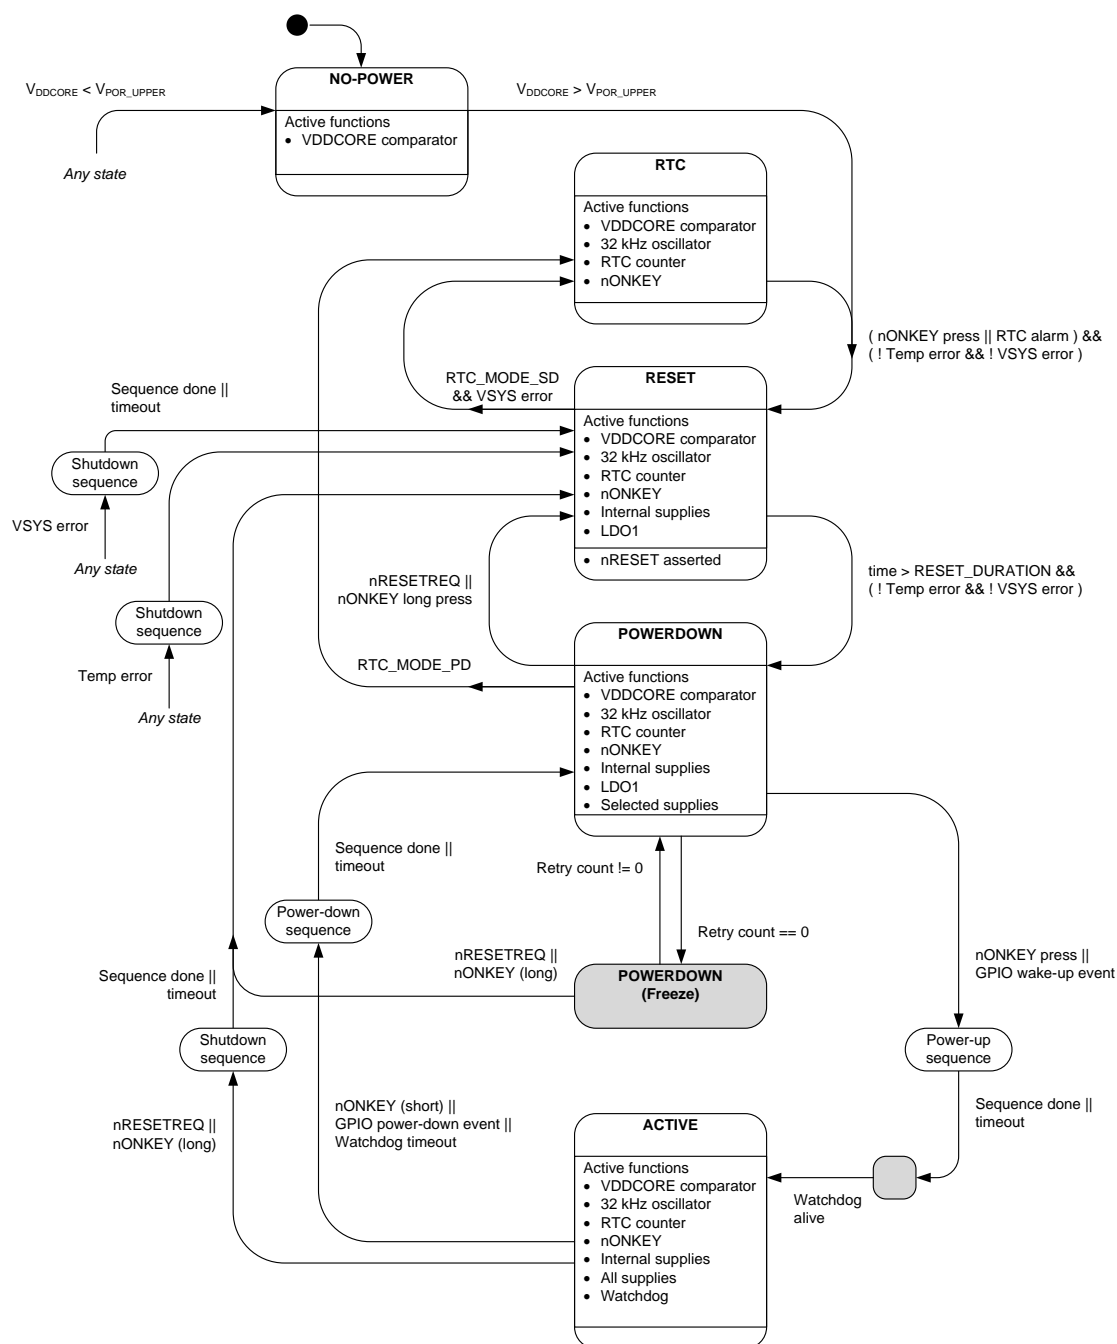 NO-POWER
VDDCORE < VPOR_UPPER
VDDCORE > VPOR_UPPER
Active functions
• VDDCORE comparator
Any state
RTC
Active functions
• VDDCORE comparator
• 32 kHz oscillator
• RTC counter
• nONKEY
( nONKEY press || RTC alarm ) &&
( ! Temp error && ! VSYS error )
RTC_MODE_SD
&& VSYS error
RESET
Sequence done ||
timeout
Active functions
• VDDCORE comparator
• 32 kHz oscillator
• RTC counter
• nONKEY
• Internal supplies
• LDO1
• nRESET asserted
Shutdown
sequence
VSYS error
Any state
nRESETREQ ||
nONKEY long press
time > RESET_DURATION &&
( ! Temp error && ! VSYS error )
Shutdown
sequence
Temp error
Any state
POWERDOWN
RTC_MODE_PD
Active functions
• VDDCORE comparator
• 32 kHz oscillator
• RTC counter
• nONKEY
• Internal supplies
• LDO1
• Selected supplies
Sequence done ||
timeout
Retry count != 0
Power-down
sequence
Retry count == 0
nRESETREQ ||
nONKEY (long)
POWERDOWN
(Freeze)
nONKEY press ||
GPIO wake-up event
Sequence done ||
timeout
Shutdown
sequence
Power-up
sequence
nRESETREQ ||
nONKEY (long)
nONKEY (short) ||
GPIO power-down event ||
Watchdog timeout
Sequence done ||
timeout
ACTIVE
Active functions
• VDDCORE comparator
• 32 kHz oscillator
• RTC counter
• nONKEY
• Internal supplies
• All supplies
• Watchdog
Watchdog
alive